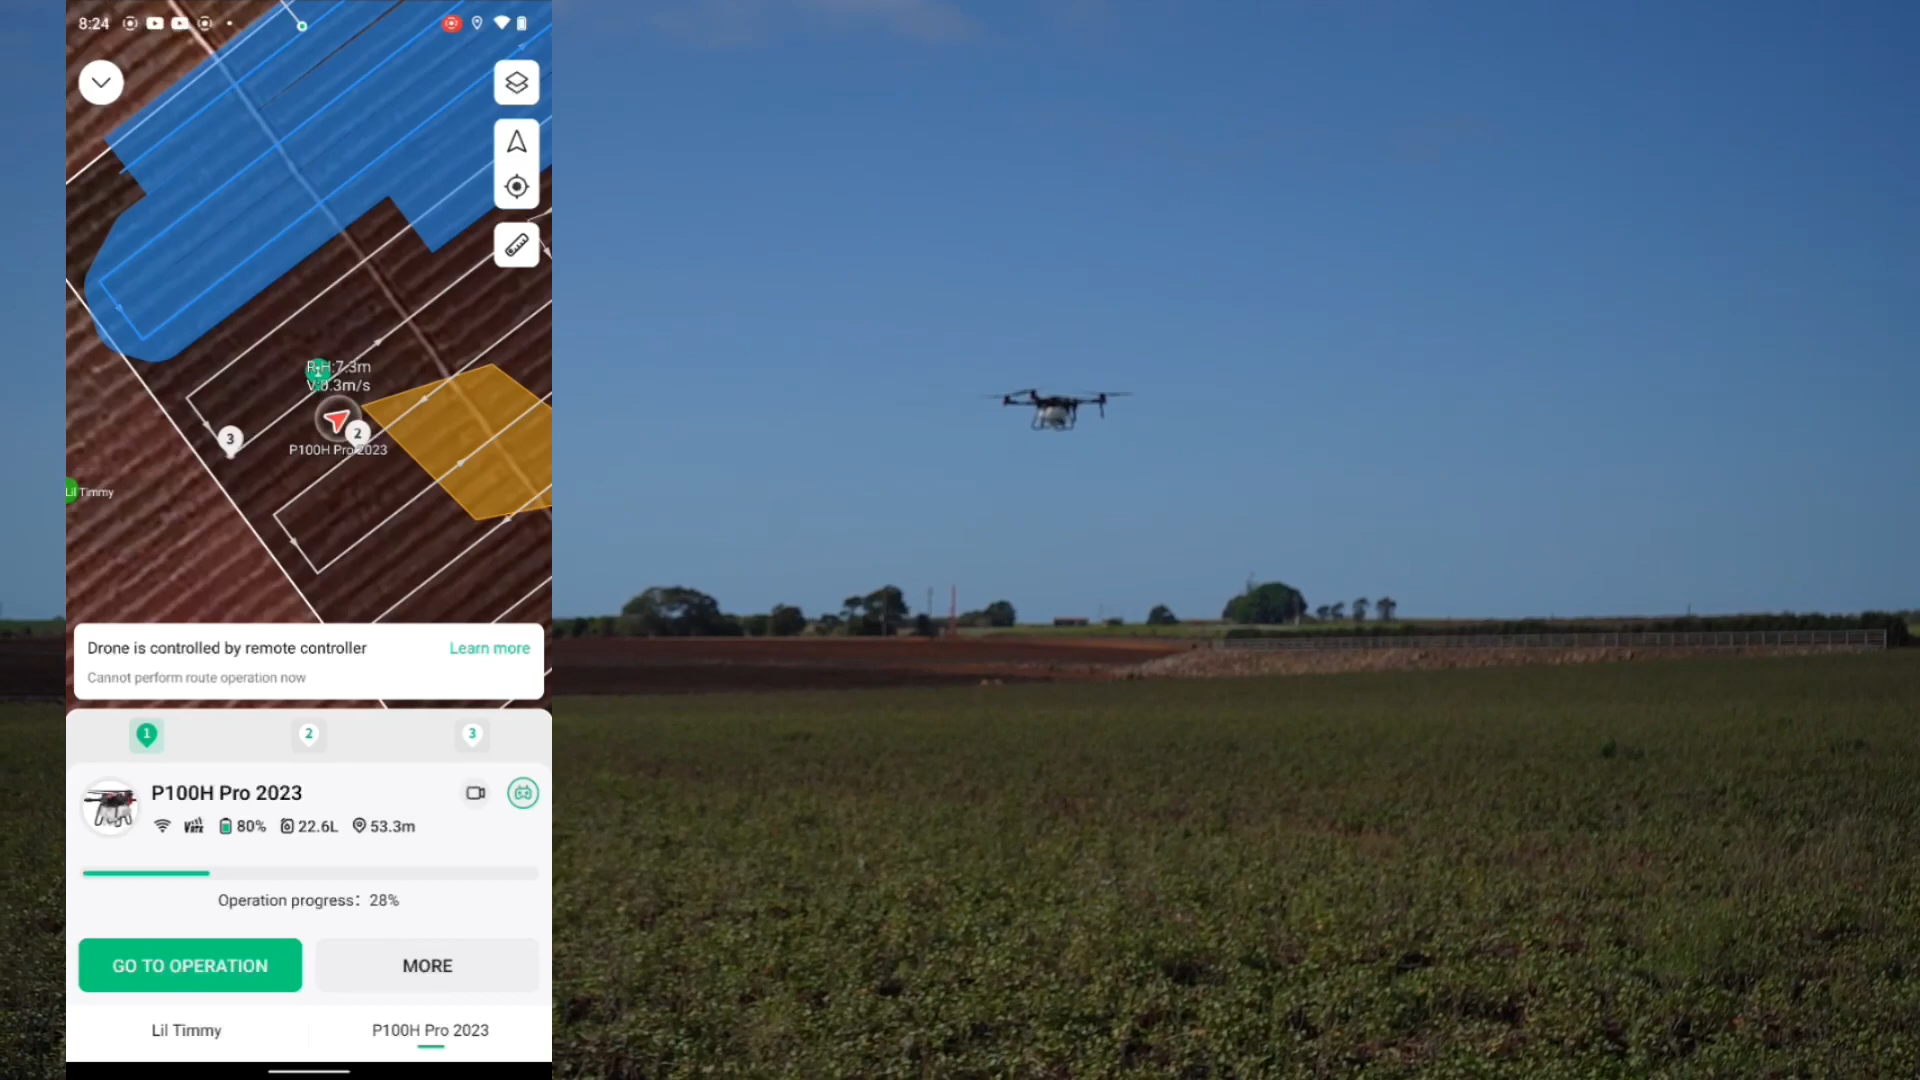 8:24
R-H:7.3m
V:0.3m/s
3
2
P100H Pro 2023
Lil Timmy
Drone is controlled by remote controller
Learn more
Cannot perform route operation now
1
2
3
P100H Pro 2023
80%
22.6L
53.3m
Operation progress: 28%
GO TO OPERATION
MORE
Lil Timmy
P100H Pro 2023